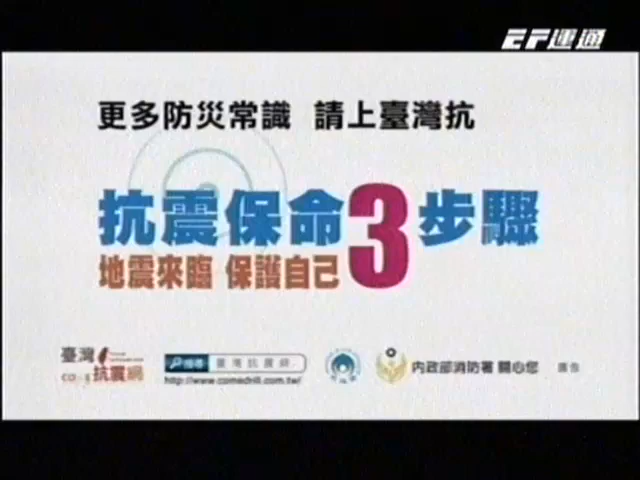 EF運通
更多防災常識 請上臺灣抗
抗震保命3步驟
地震來臨 保護自己
臺灣
抗震網
搜尋 臺灣抗震網
http://www.comedrill.com.tw/
內政部消防署 關心您
廣告